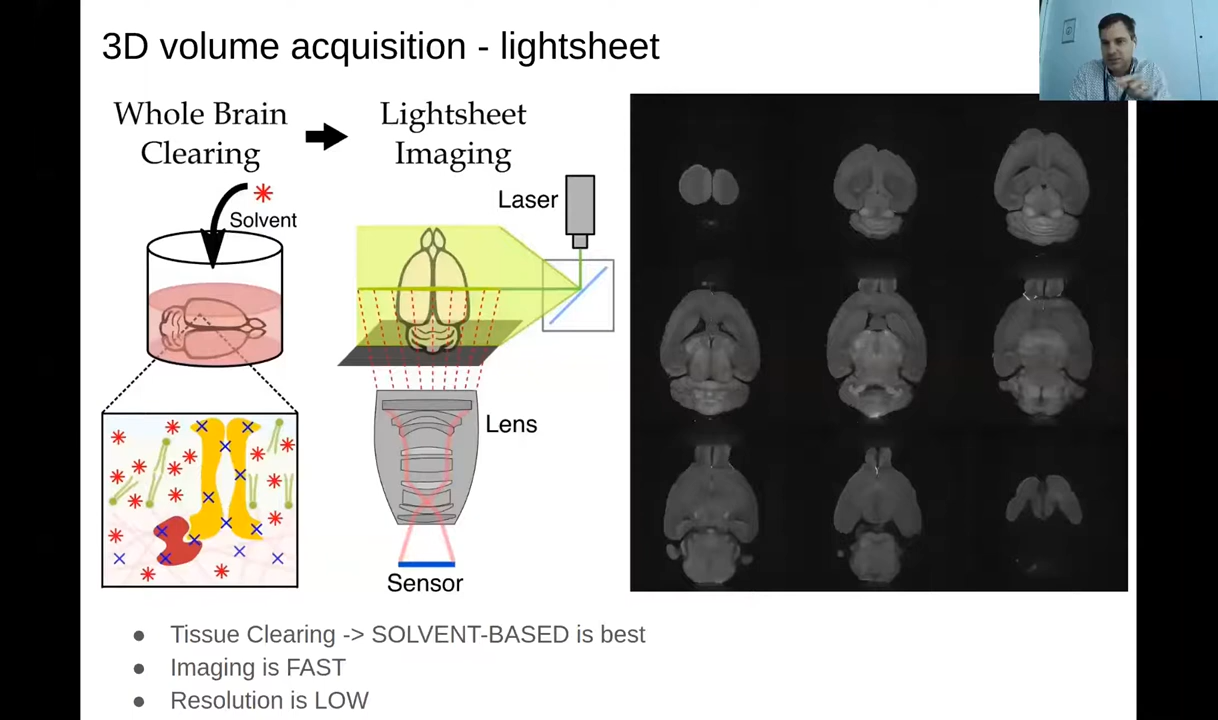 3D volume acquisition - lightsheet
Whole Brain
Clearing
Solvent
Lightsheet
Imaging
Laser
Lens
Sensor
● Tissue Clearing -> SOLVENT-BASED is best
● Imaging is FAST
● Resolution is LOW